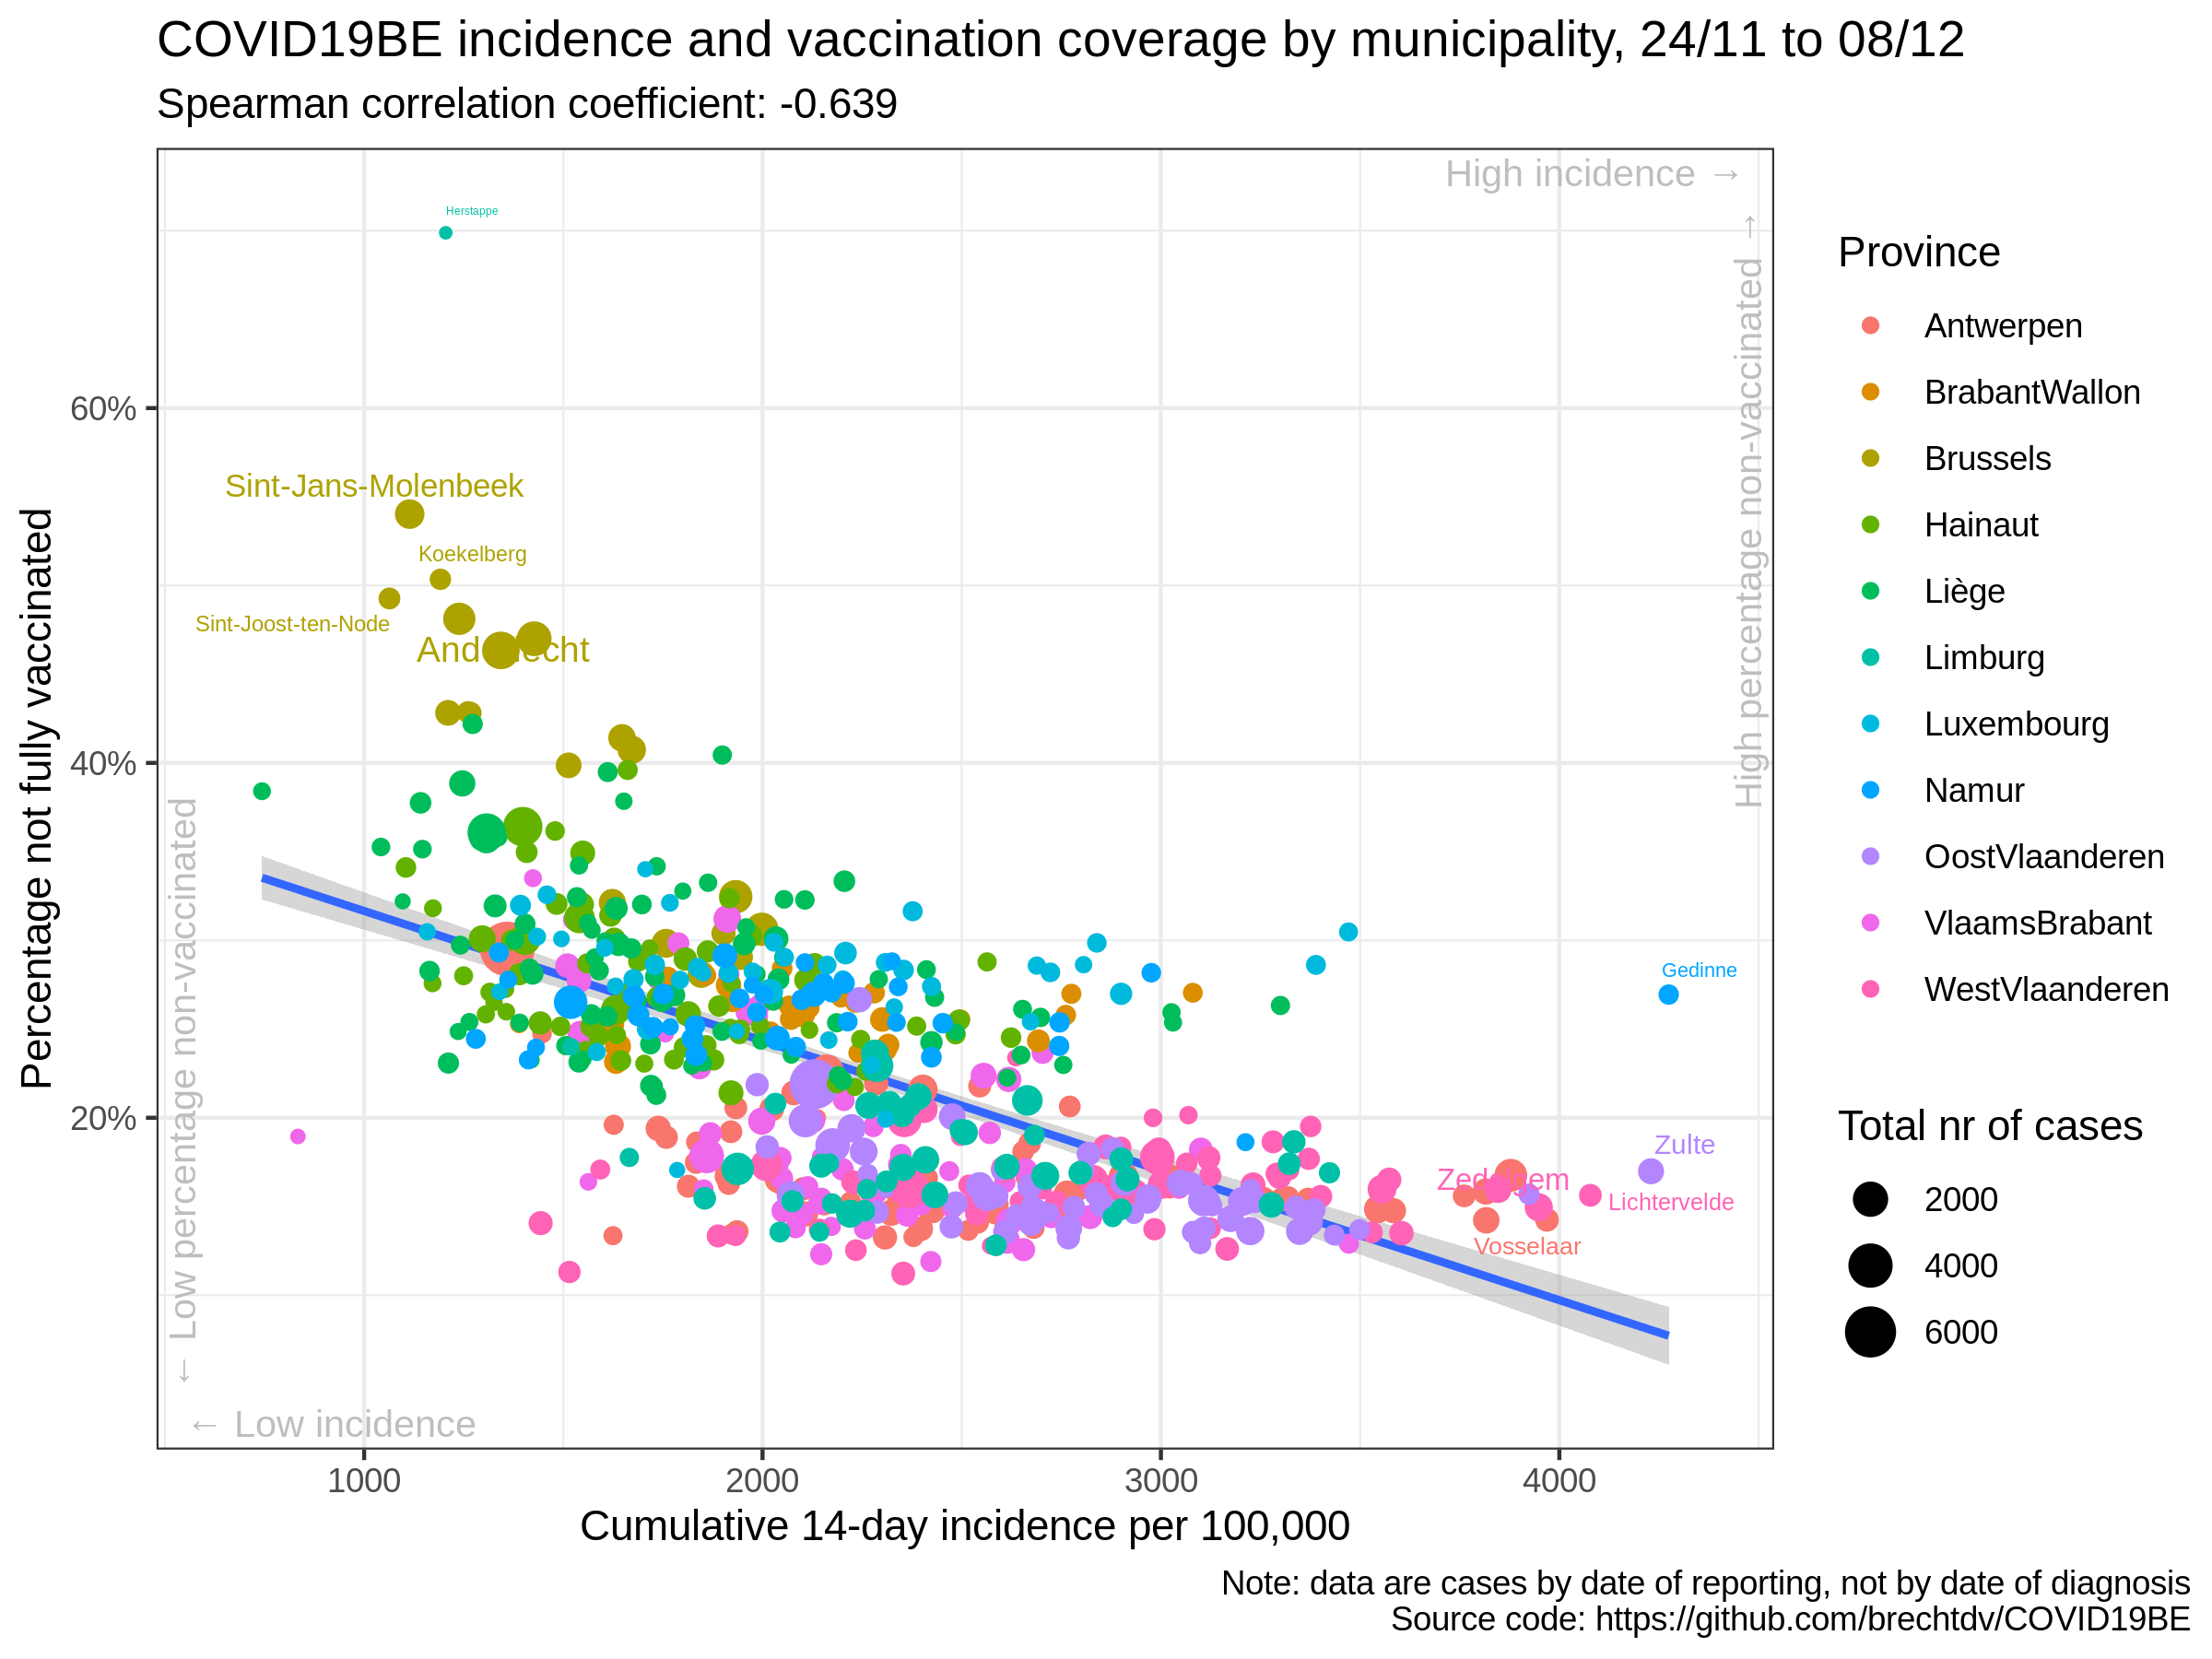 COVID19BE incidence and vaccination coverage by municipality, 24/11 to 08/12
Spearman correlation coefficient: -0.639
High incidence →
High percentage non-vaccinated →
Herstappe
Sint-Jans-Molenbeek
Koekelberg
Sint-Joost-ten-Node
Anderlecht
Gedinne
Zulte
Zedelgem
Lichtervelde
Vosselaar
← Low percentage non-vaccinated
← Low incidence
60%
40%
20%
Percentage not fully vaccinated
1000
2000
3000
4000
Cumulative 14-day incidence per 100,000
Province
Antwerpen
BrabantWallon
Brussels
Hainaut
Liège
Limburg
Luxembourg
Namur
OostVlaanderen
VlaamsBrabant
WestVlaanderen
Total nr of cases
2000
4000
6000
Note: data are cases by date of reporting, not by date of diagnosis
Source code: https://github.com/brechtdv/COVID19BE